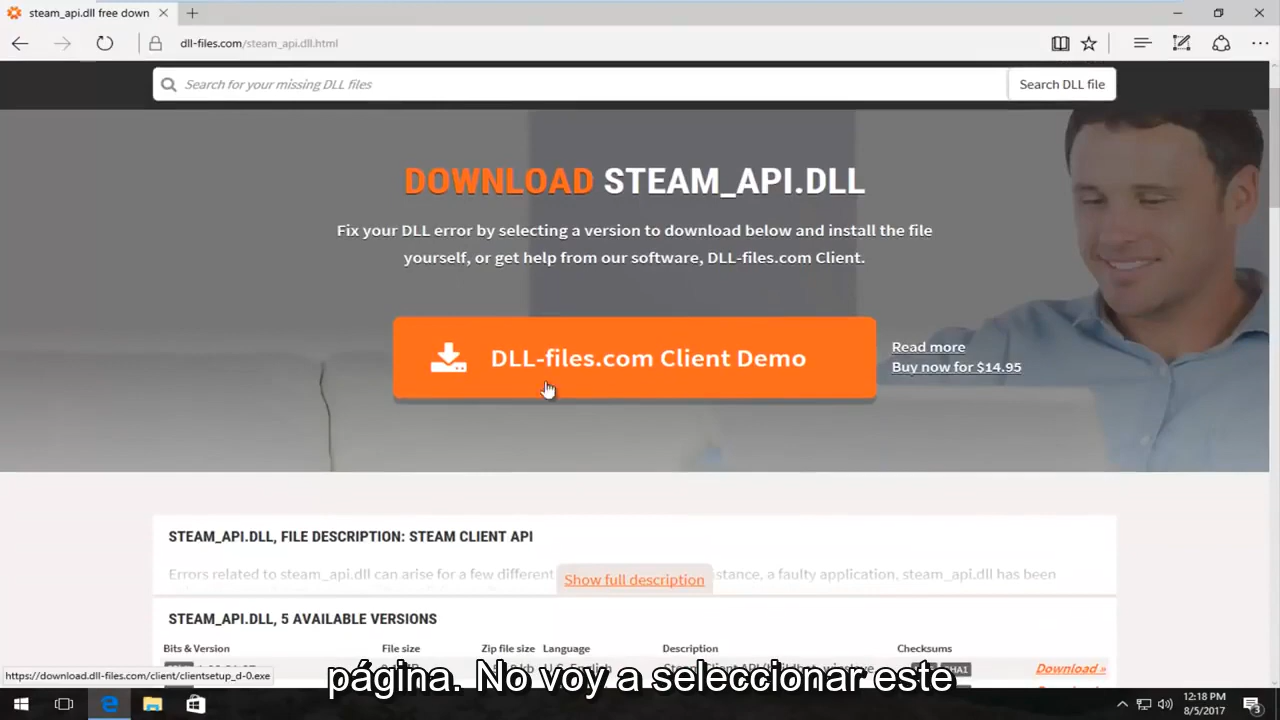 steam_api.dll free down
dll-files.com/steam_api.dll.html
Search for your missing DLL files
Search DLL file
DOWNLOAD STEAM_API.DLL
Fix your DLL error by selecting a version to download below and install the file
yourself, or get help from our software, DLL-files.com Client.
DLL-files.com Client Demo
Read more
Buy now for $14.95
STEAM_API.DLL, FILE DESCRIPTION: STEAM CLIENT API
Errors related to steam_api.dll can arise for a few different
Show full description
a faulty application, steam_api.dll has been
STEAM_API.DLL, 5 AVAILABLE VERSIONS
Bits & Version File size Zip file size Language Description Checksums
Download »
https://download.dll-files.com/client/clientsetup_d-0.exe
página. No voy a seleccionar este
12:18 PM
8/5/2017
3